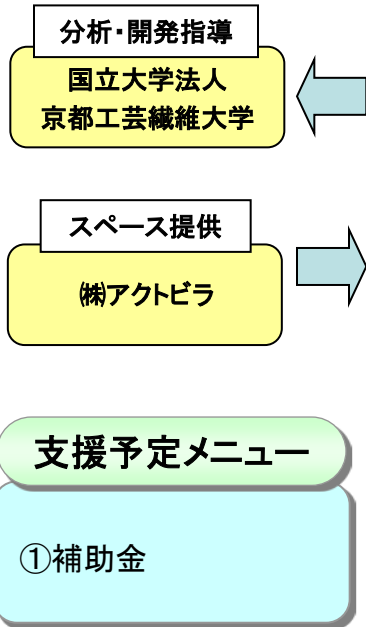 分析・開発指導
国立大学法人
京都工芸繊維大学
スペース提供
㈱アクトビラ
支援予定メニュー
①補助金